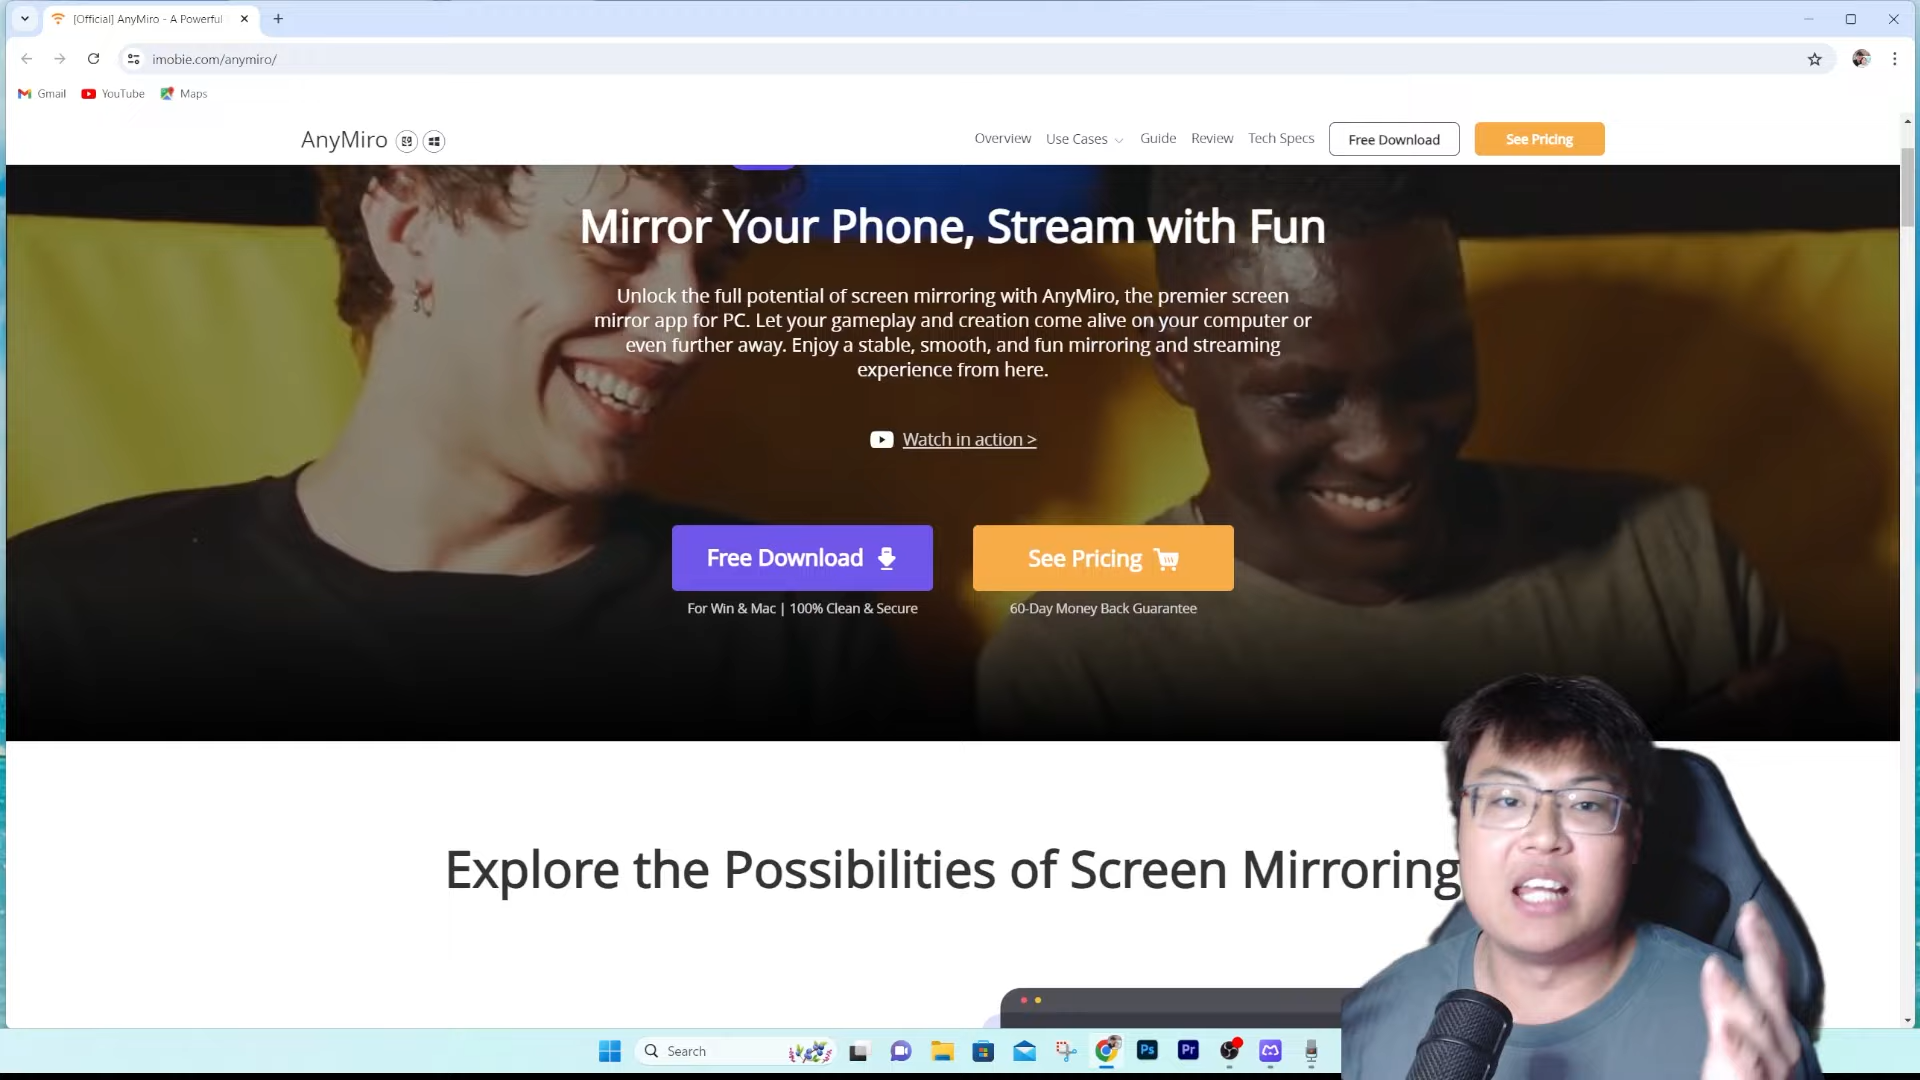 [Official] AnyMiro - A Powerful
imobie.com/anymiro/
Gmail YouTube Maps
AnyMiro
Overview Use Cases Guide Review Tech Specs Free Download See Pricing
Mirror Your Phone, Stream with Fun
Unlock the full potential of screen mirroring with AnyMiro, the premier screen
mirror app for PC. Let your gameplay and creation come alive on your computer or
even further away. Enjoy a stable, smooth, and fun mirroring and streaming
experience from here.
Watch in action >
Free Download See Pricing
For Win & Mac | 100% Clean & Secure 60-Day Money Back Guarantee
Explore the Possibilities of Screen Mirroring
Search
Ps Pr